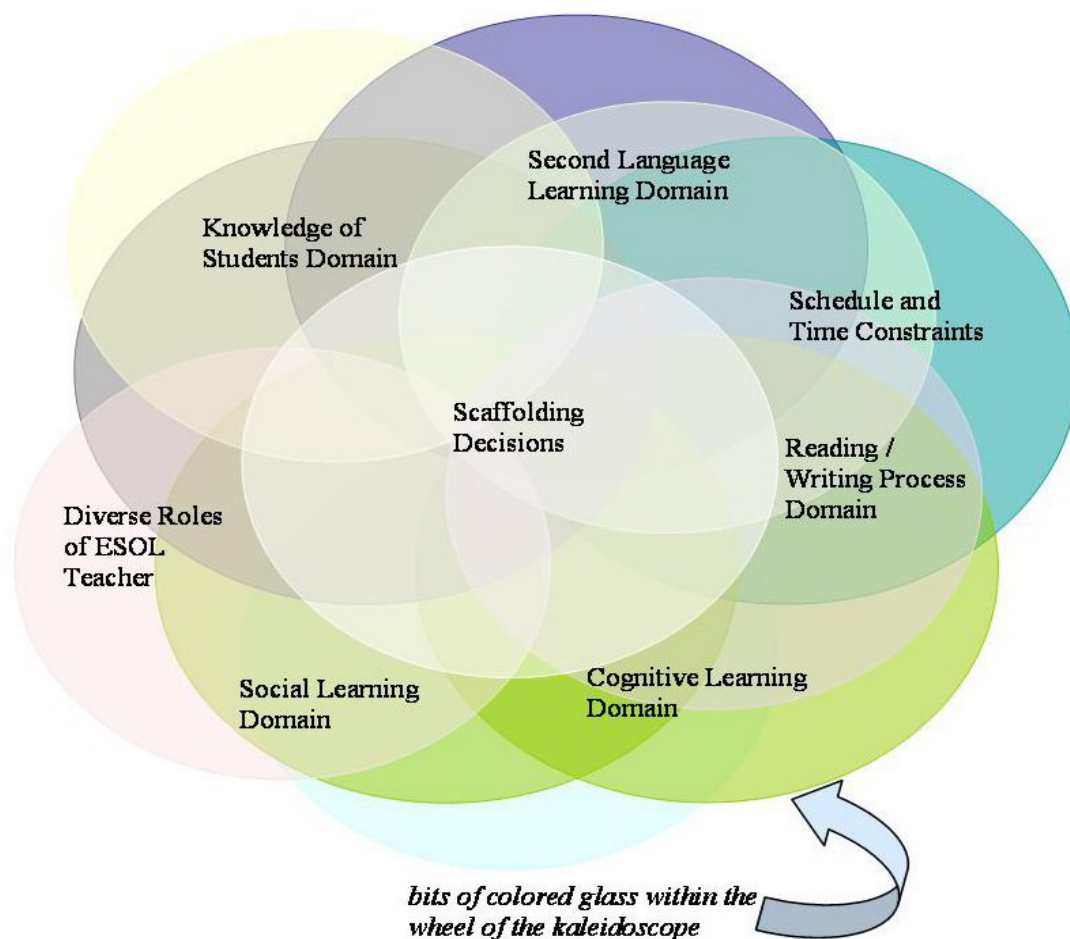 Second Language
Learning Domain
Knowledge of
Students Domain
Schedule and
Time Constraints
Scaffolding
Decisions
Reading /
Writing Process
Domain
Diverse Roles
of ESOL
Teacher
Social Learning
Domain
Cognitive Learning
Domain
bits of colored glass within the
wheel of the kaleidoscope